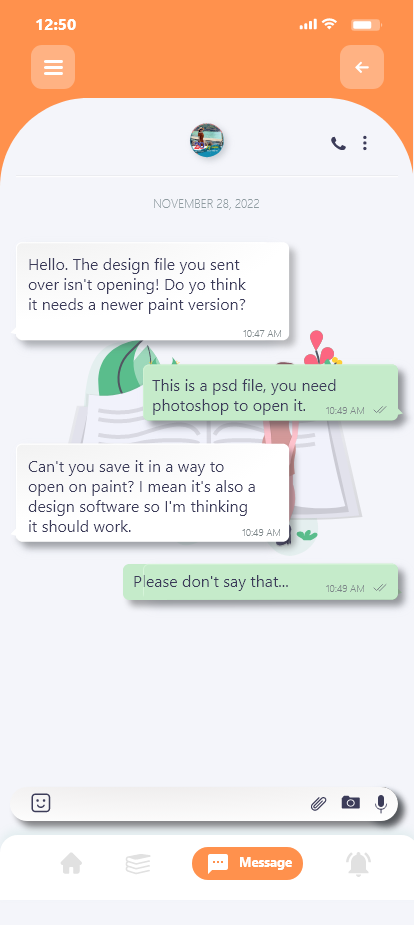 12:50
NOVEMBER 28, 2022
Hello. The design file you sent
over isn't opening! Do yo think
it needs a newer paint version?
10:47 AM
This is a psd file, you need
photoshop to open it.
10:49 AM
Can't you save it in a way to
open on paint? I mean it's also a
design software so I'm thinking
it should work.
10:49 AM
Please don't say that...
10:49 AM
Message